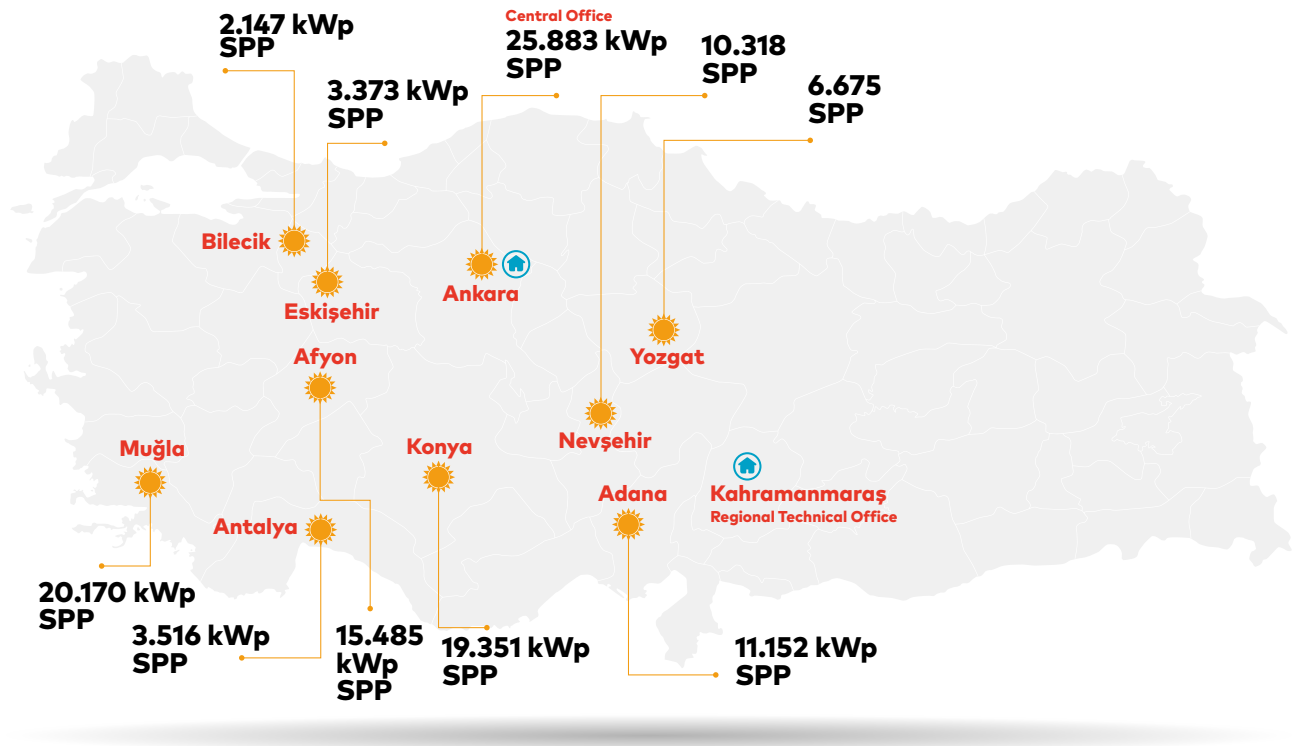 2.147 kWp
SPP
3.373 kWp
SPP
Central Office
25.883 kWp
SPP
10.318
SPP
6.675
SPP
Bilecik
Eskişehir
Ankara
Afyon
Yozgat
Nevşehir
Muğla
Konya
Antalya
Adana
Kahramanmaraş
Regional Technical Office
20.170 kWp
SPP
3.516 kWp
SPP
15.485
kWp
SPP
19.351 kWp
SPP
11.152 kWp
SPP